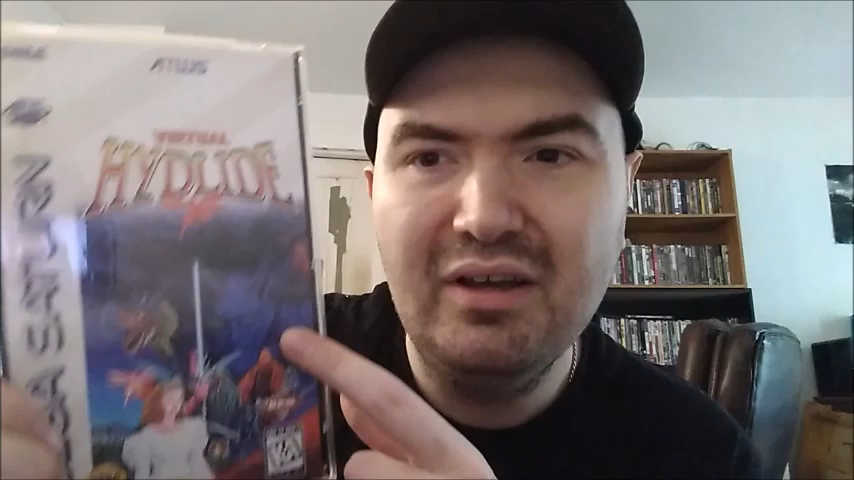 ATLUS
VIRTUAL
HYDLIDE
SEGA SATURN
K-A